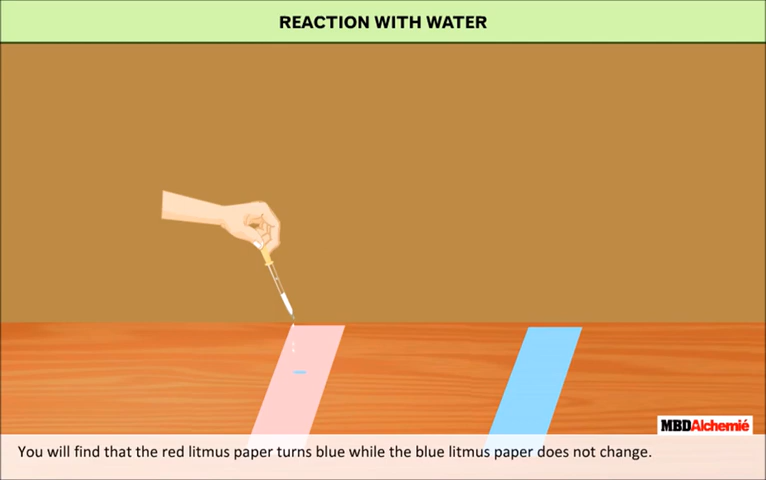 REACTION WITH WATER
MBDAlchemié
You will find that the red litmus paper turns blue while the blue litmus paper does not change.